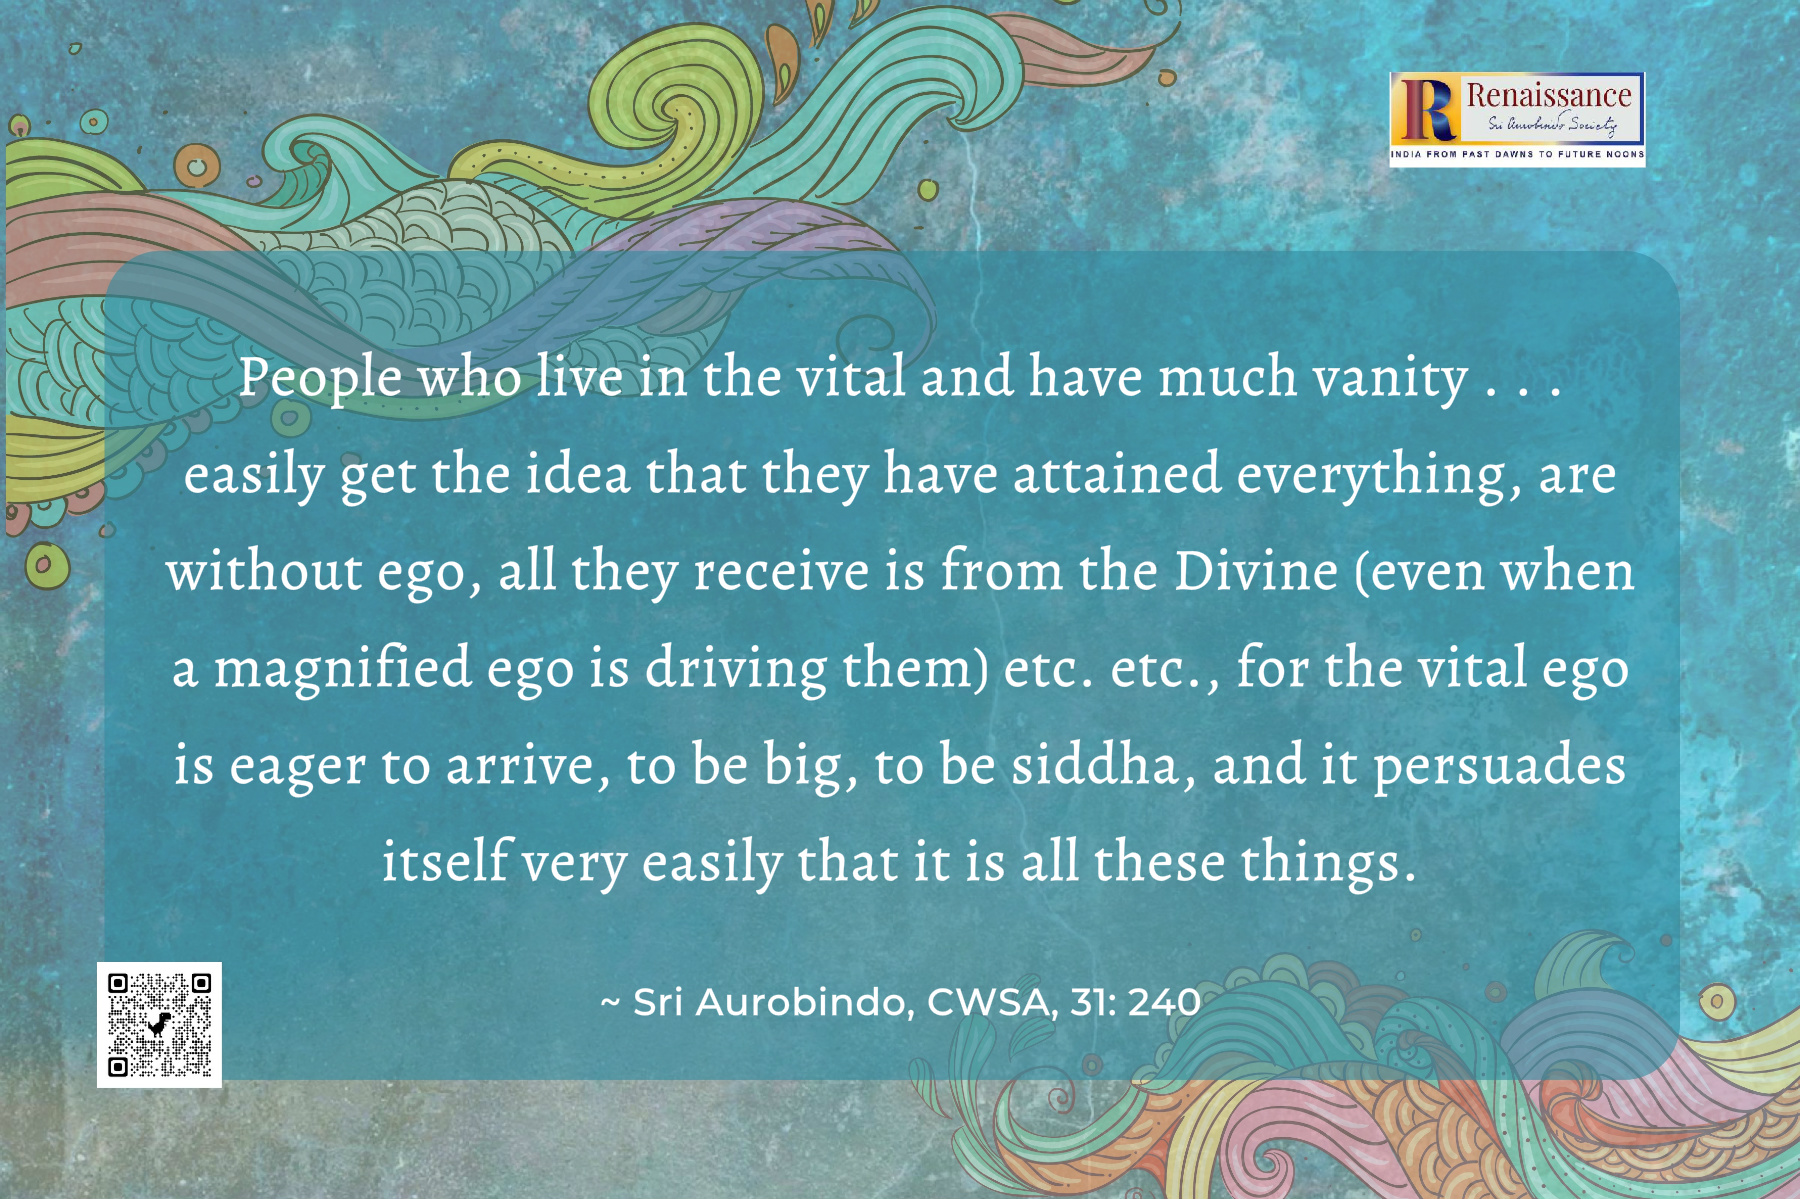 Renaissance
Sri Aurobindo Society
INDIA FROM PAST DAWNS TO FUTURE NOONS
People who live in the vital and have much vanity . . .
easily get the idea that they have attained everything, are
without ego, all they receive is from the Divine (even when
a magnified ego is driving them) etc. etc., for the vital ego
is eager to arrive, to be big, to be siddha, and it persuades
itself very easily that it is all these things.
~ Sri Aurobindo, CWSA, 31: 240